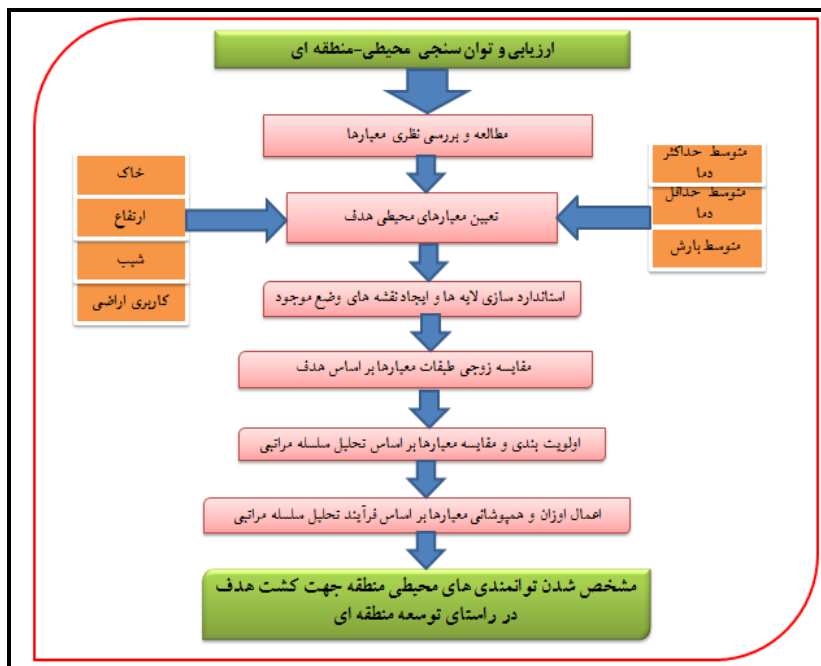 ارزیابی و توان سنجی محیطی-منطقه ای
مطالعه و بررسی نظری معیارها
خاک
ارتفاع
شیب
کاربری اراضی
تعیین معیارهای محیطی هدف
متوسط حداکثر
دما
متوسط حداقل
دما
متوسط بارش
استاندارد سازی لایه ها و ایجاد نقشه های وضع موجود
مقایسه زوجی طبقات معیارها بر اساس هدف
اولویت بندی و مقایسه معیارها بر اساس تحلیل سلسله مراتبی
اعمال اوزان و همپوشانی معیارها بر اساس فرآیند تحلیل سلسله مراتبی
مشخص شدن توانمندی های محیطی منطقه جهت کشت هدف
در راستای توسعه منطقه ای